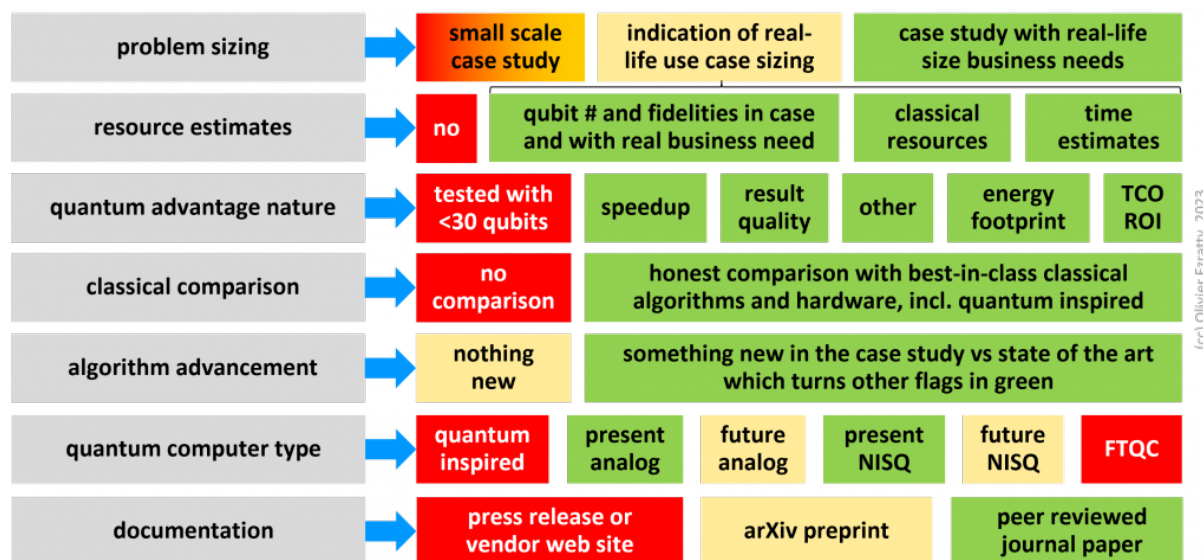 problem sizing
small scale
case study
indication of real-
life use case sizing
case study with real-life
size business needs
resource estimates
no
qubit # and fidelities in case
and with real business need
classical
resources
time
estimates
quantum advantage nature
tested with
<30 qubits
speedup
result
quality
other
energy
footprint
TCO
ROI
classical comparison
no
comparison
honest comparison with best-in-class classical
algorithms and hardware, incl. quantum inspired
algorithm advancement
nothing
new
something new in the case study vs state of the art
which turns other flags in green
quantum computer type
quantum
inspired
present
analog
future
analog
present
NISQ
future
NISQ
FTQC
documentation
press release or
vendor web site
arXiv preprint
peer reviewed
journal paper
(cc) Olivier Ezratty, 2023